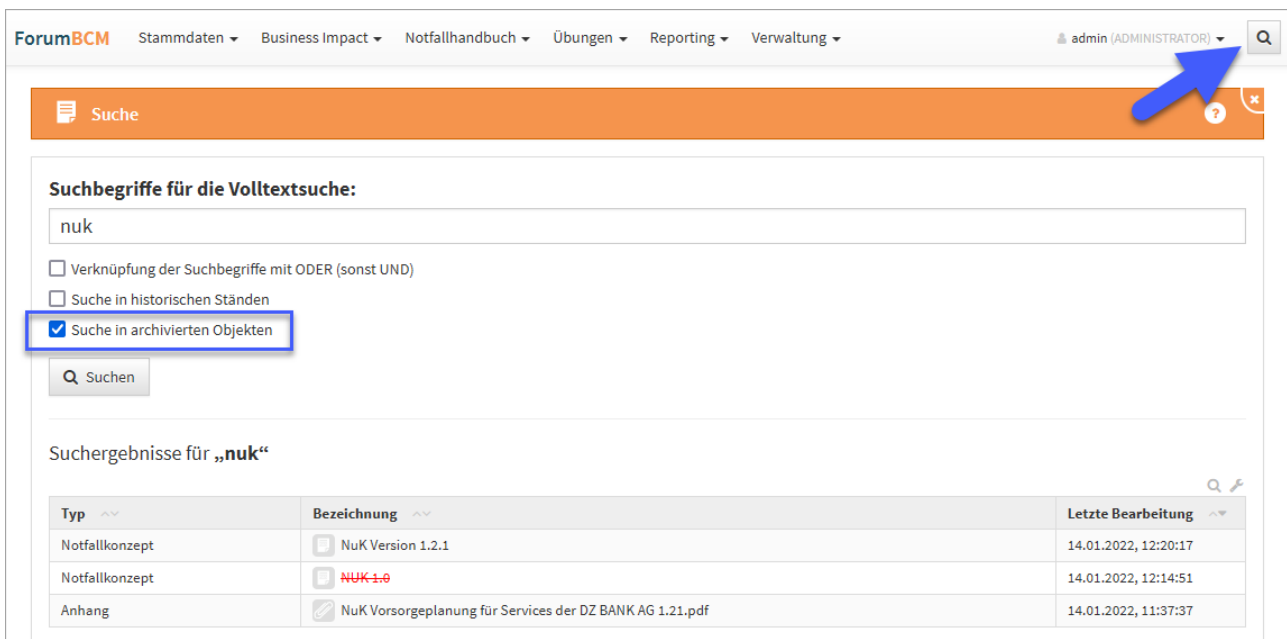 ForumBCM Stammdaten Business Impact Notfallhandbuch Übungen Reporting Verwaltung admin (ADMINISTRATOR)
Suche
Suchbegriffe für die Volltextsuche:
nuk
Verknüpfung der Suchbegriffe mit ODER (sonst UND)
Suche in historischen Ständen
Suche in archivierten Objekten
Suchen
Suchergebnisse für „nuk“
Typ Bezeichnung Letzte Bearbeitung
Notfallkonzept NuK Version 1.2.1 14.01.2022, 12:20:17
Notfallkonzept NUK 1.0 14.01.2022, 12:14:51
Anhang NuK Vorsorgeplanung für Services der DZ BANK AG 1.21.pdf 14.01.2022, 11:37:37